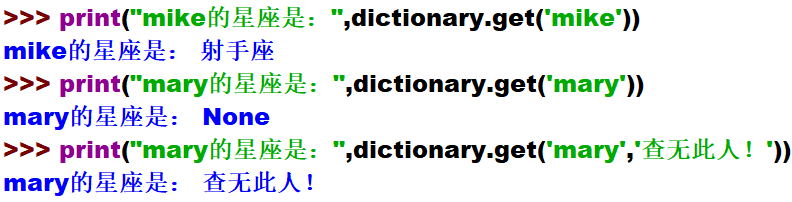 >>> print("mike的星座是：",dictionary.get('mike'))
mike的星座是： 射手座
>>> print("mary的星座是：",dictionary.get('mary'))
mary的星座是： None
>>> print("mary的星座是：",dictionary.get('mary','查无此人！'))
mary的星座是： 查无此人！